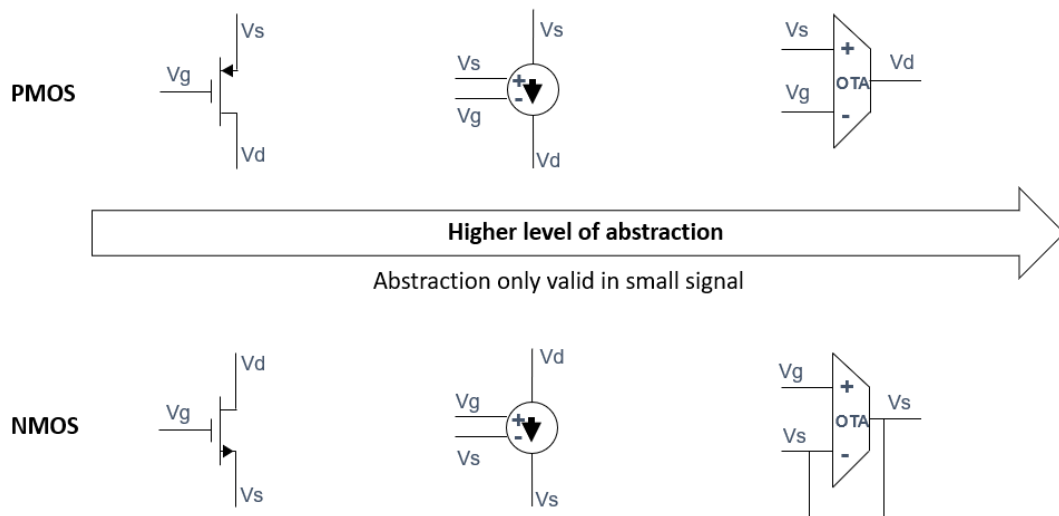 Vs
Vg
Vd
PMOS
Vs
Vs
+
-
Vg
Vd
Vs
+
Vd
OTA
Vg
-
Higher level of abstraction
Abstraction only valid in small signal
Vd
Vg
NMOS
Vs
Vd
Vg
+
-
Vs
Vs
Vg
+
Vs
OTA
Vs
-